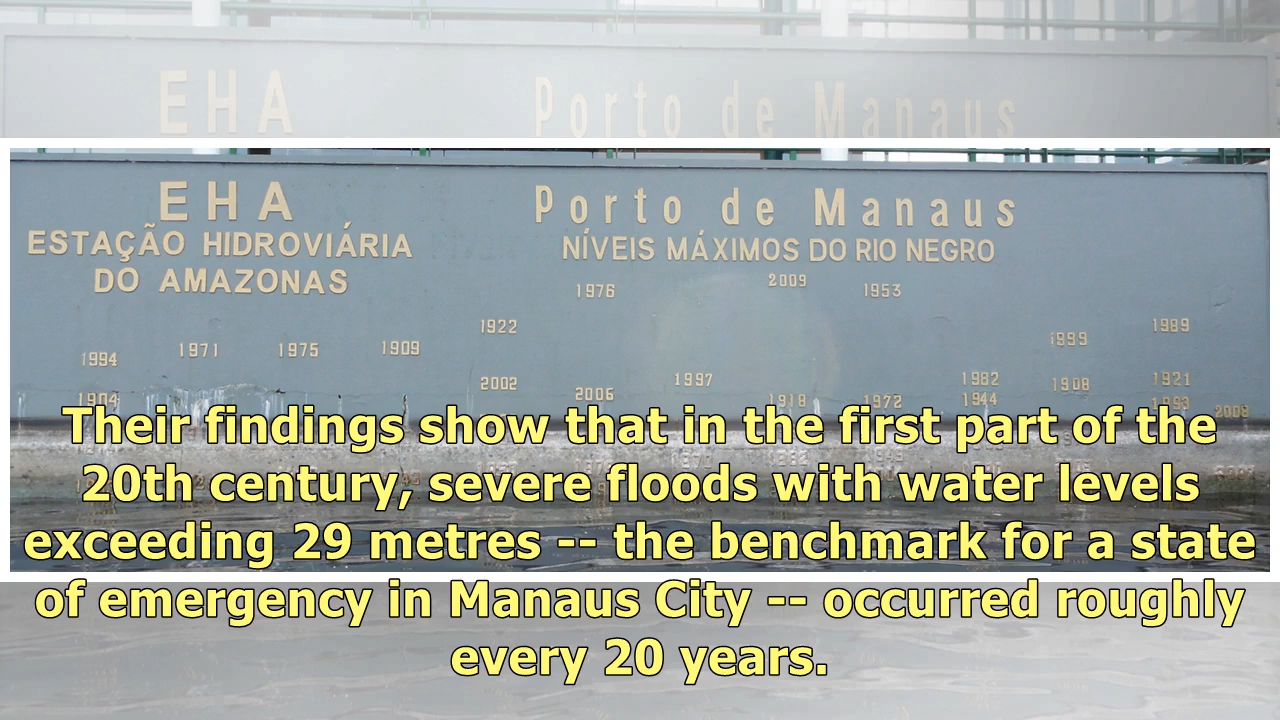 EHA Porto de Manaus
EHA Porto de Manaus
ESTAÇÃO HIDROVIÁRIA NÍVEIS MÁXIMOS DO RIO NEGRO
DO AMAZONAS
1976 2009 1953
1922 1999 1989
1994 1971 1975 1909
2002 2006 1997 1982 1908 1921
1904 1918 1972 1944 1993 2008
Their findings show that in the first part of the
20th century, severe floods with water levels
exceeding 29 metres -- the benchmark for a state
of emergency in Manaus City -- occurred roughly
every 20 years.